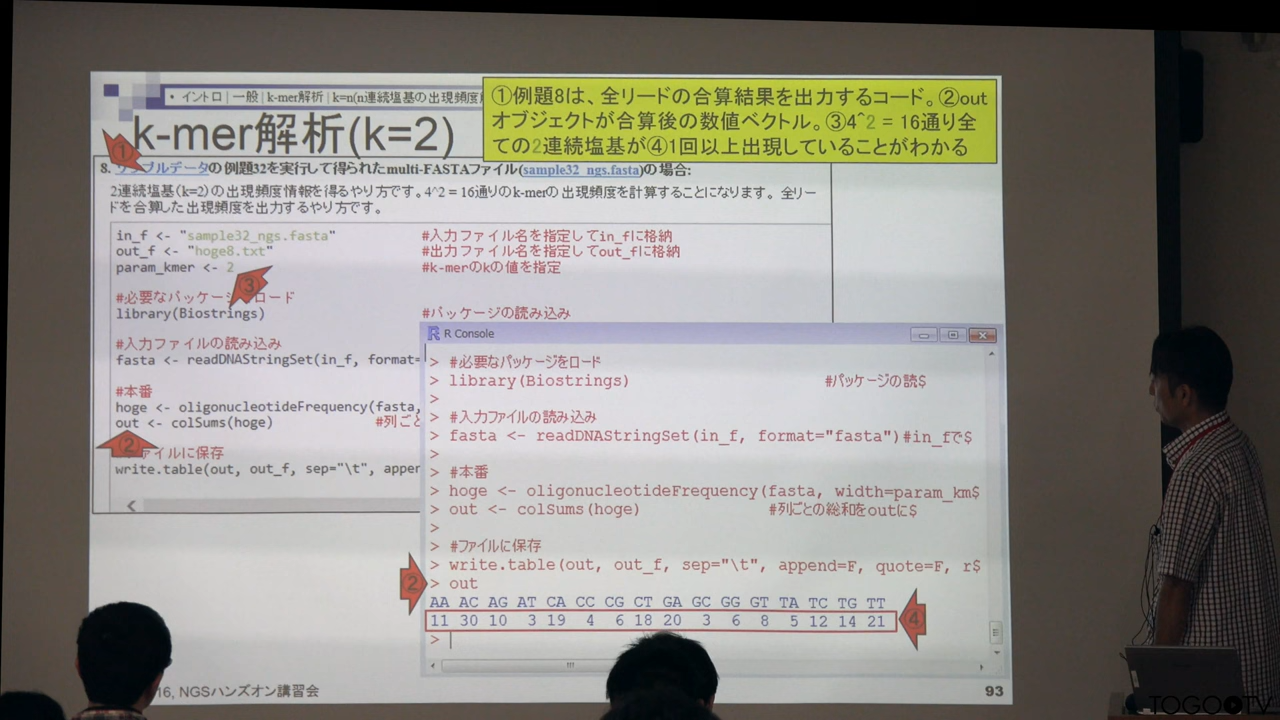 • イントロ | 一般 | k-mer解析 | k=n(n連続塩基の出現頻度
k-mer解析(k=2)
①例題8は、全リードの合算結果を出力するコード。②out
オブジェクトが合算後の数値ベクトル。③4^2 = 16通り全
ての2連続塩基が④1回以上出現していることがわかる
①
8. プルデータの例題32を実行して得られたmulti-FASTAファイル(sample32_ngs.fasta)の場合:
2連続塩基(k=2)の出現頻度情報を得るやり方です。4^2 = 16通りのk-merの出現頻度を計算することになります。全リー
ドを合算した出現頻度を出力するやり方です。
in_f <- "sample32_ngs.fasta" #入力ファイル名を指定してin_fに格納
out_f <- "hoge8.txt" #出力ファイル名を指定してout_fに格納
param_kmer <- 2 #k-merのkの値を指定
③
#必要なパッケージ ロード
library(Biostrings) #パッケージの読み込み
#入力ファイルの読み込み
fasta <- readDNAStringSet(in_f, format=
#本番
hoge <- oligonucleotideFrequency(fasta,
out <- colSums(hoge) #列ごと
②
ァイルに保存
write.table(out, out_f, sep="\t", appen
R Console
> #必要なパッケージをロード
> library(Biostrings) #パッケージの読$
>
> #入力ファイルの読み込み
> fasta <- readDNAStringSet(in_f, format="fasta")#in_fで$
>
> #本番
> hoge <- oligonucleotideFrequency(fasta, width=param_km$
> out <- colSums(hoge) #列ごとの総和をoutに$
>
> #ファイルに保存
> write.table(out, out_f, sep="\t", append=F, quote=F, r$
② > out
AA AC AG AT CA CC CG CT GA GC GG GT TA TC TG TT
11 30 10 3 19 4 6 18 20 3 6 8 5 12 14 21 ④
>
16, NGSハンズオン講習会
93
TOGO TV